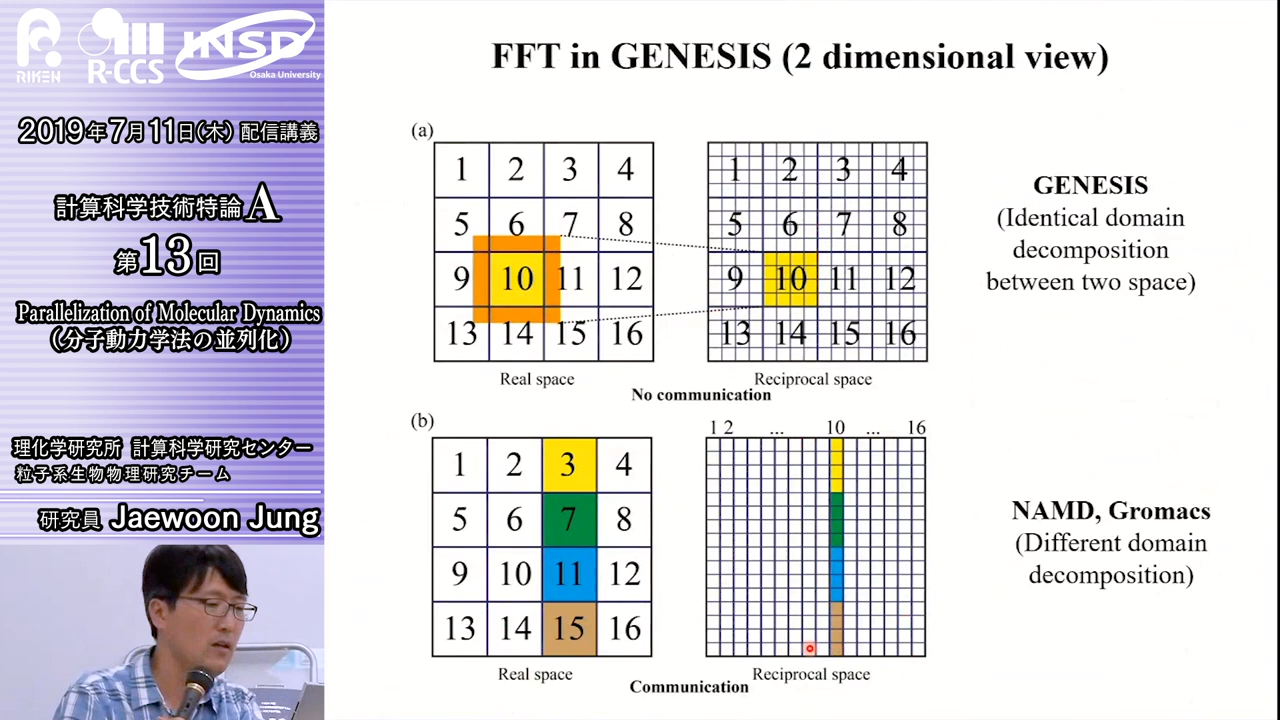 RIKEN
R-CCS
INSD
Osaka University
2019年7月11日(木) 配信講義
計算科学技術特論A
第13回
Parallelization of Molecular Dynamics
(分子動力学法の並列化)
理化学研究所 計算科学研究センター
粒子系生物物理研究チーム
研究員 Jaewoon Jung
FFT in GENESIS (2 dimensional view)
(a)
1 2 3 4
5 6 7 8
9 10 11 12
13 14 15 16
Real space
1 2 3 4
5 6 7 8
9 10 11 12
13 14 15 16
Reciprocal space
No communication
GENESIS
(Identical domain
decomposition
between two space)
(b)
1 2 3 4
5 6 7 8
9 10 11 12
13 14 15 16
Real space
1 2 ... 10 ... 16
Reciprocal space
Communication
NAMD, Gromacs
(Different domain
decomposition)